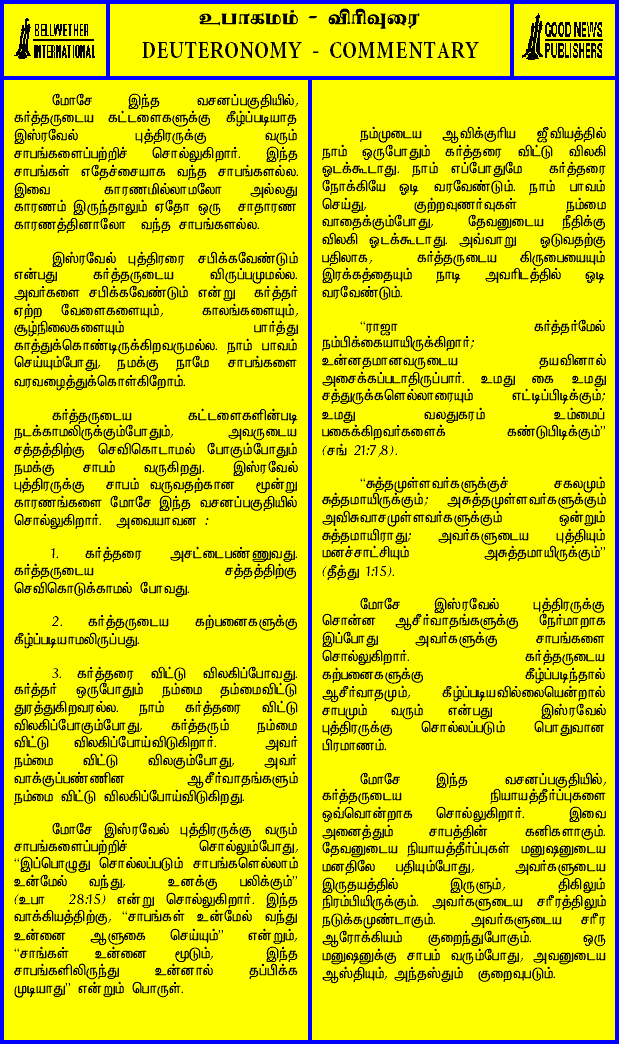 உபாகமம் - விரிவுரை
BELLWETHER
INTERNATIONAL
DEUTERONOMY - COMMENTARY
GOOD NEWS
PUBLISHERS
மோசே இந்த வசனப்பகுதியில்,
கர்த்தருடைய கட்டளைகளுக்கு கீழ்ப்படியாத
இஸ்ரவேல் புத்திரருக்கு வரும்
சாபங்களைப்பற்றிச் சொல்லுகிறார். இந்த
சாபங்கள் எதேச்சையாக வந்த சாபங்களல்ல.
இவை காரணமில்லாமலோ அல்லது
காரணம் இருந்தாலும் ஏதோ ஒரு சாதாரண
காரணத்தினாலோ வந்த சாபங்களல்ல.
இஸ்ரவேல் புத்திரரை சபிக்கவேண்டும்
என்பது கர்த்தருடைய விருப்பமுமல்ல.
அவர்களை சபிக்கவேண்டும் என்று கர்த்தர்
ஏற்ற வேளைகளையும், காலங்களையும்,
சூழ்நிலைகளையும் பார்த்து
காத்துக்கொண்டிருக்கிறவருமல்ல. நாம் பாவம்
செய்யும்போது, நமக்கு நாமே சாபங்களை
வரவழைத்துக்கொள்கிறோம்.
கர்த்தருடைய கட்டளைகளின்படி
நடக்காமலிருக்கும்போதும், அவருடைய
சத்தத்திற்கு செவிகொடாமல் போகும்போதும்
நமக்கு சாபம் வருகிறது. இஸ்ரவேல்
புத்திரருக்கு சாபம் வருவதற்கான மூன்று
காரணங்களை மோசே இந்த வசனப்பகுதியில்
சொல்லுகிறார். அவையாவன :
1. கர்த்தரை அசட்டைபண்ணுவது.
கர்த்தருடைய சத்தத்திற்கு
செவிகொடுக்காமல் போவது.
2. கர்த்தருடைய கற்பனைகளுக்கு
கீழ்ப்படியாமலிருப்பது.
3. கர்த்தரை விட்டு விலகிப்போவது.
கர்த்தர் ஒருபோதும் நம்மை தம்மைவிட்டு
துரத்துகிறவரல்ல. நாம் கர்த்தரை விட்டு
விலகிப்போகும்போது, கர்த்தரும் நம்மை
விட்டு விலகிப்போய்விடுகிறார். அவர்
நம்மை விட்டு விலகும்போது, அவர்
வாக்குப்பண்ணின ஆசீர்வாதங்களும்
நம்மை விட்டு விலகிப்போய்விடுகிறது.
மோசே இஸ்ரவேல் புத்திரருக்கு வரும்
சாபங்களைப்பற்றிச் சொல்லும்போது,
“இப்பொழுது சொல்லப்படும் சாபங்களெல்லாம்
உன்மேல் வந்து, உனக்கு பலிக்கும்”
(உபா 28:15) என்று சொல்லுகிறார். இந்த
வாக்கியத்திற்கு, “சாபங்கள் உன்மேல் வந்து
உன்னை ஆளுகை செய்யும்” என்றும்,
“சாங்கள் உன்னை மூடும், இந்த
சாபங்களிலிருந்து உன்னால் தப்பிக்க
முடியாது” என்றும் பொருள்.
நம்முடைய ஆவிக்குரிய ஜீவியத்தில்
நாம் ஒருபோதும் கர்த்தரை விட்டு விலகி
ஓடக்கூடாது. நாம் எப்போதுமே கர்த்தரை
நோக்கியே ஓடி வரவேண்டும். நாம் பாவம்
செய்து, குற்றவுணர்வுகள் நம்மை
வாதைக்கும்போது, தேவனுடைய நீதிக்கு
விலகி ஓடக்கூடாது. அவ்வாறு ஓடுவதற்கு
பதிலாக, கர்த்தருடைய கிருபையையும்
இரக்கத்தையும் நாடி அவரிடத்தில் ஓடி
வரவேண்டும்.
“ராஜா கர்த்தர்மேல்
நம்பிக்கையாயிருக்கிறார்;
உன்னதமானவருடைய தயவினால்
அசைக்கப்படாதிருப்பார். உமது கை உமது
சத்துருக்களெல்லாரையும் எட்டிப்பிடிக்கும்;
உமது வலதுகரம் உம்மைப்
பகைக்கிறவர்களைக் கண்டுபிடிக்கும்”
(சங் 21:7,8).
“சுத்தமுள்ளவர்களுக்குச் சகலமும்
சுத்தமாயிருக்கும்; அசுத்தமுள்ளவர்களுக்கும்
அவிசுவாசமுள்ளவர்களுக்கும் ஒன்றும்
சுத்தமாயிராது; அவர்களுடைய புத்தியும்
மனச்சாட்சியும் அசுத்தமாயிருக்கும்”
(தீத்து 1:15).
மோசே இஸ்ரவேல் புத்திரருக்கு
சொன்ன ஆசீர்வாதங்களுக்கு நேர்மாறாக
இப்போது அவர்களுக்கு சாபங்களை
சொல்லுகிறார். கர்த்தருடைய
கற்பனைகளுக்கு கீழ்ப்படிந்தால்
ஆசீர்வாதமும், கீழ்ப்படியவில்லையென்றால்
சாபமும் வரும் என்பது இஸ்ரவேல்
புத்திரருக்கு சொல்லப்படும் பொதுவான
பிரமாணம்.
மோசே இந்த வசனப்பகுதியில்,
கர்த்தருடைய நியாயத்தீர்ப்புகளை
ஒவ்வொன்றாக சொல்லுகிறார். இவை
அனைத்தும் சாபத்தின் கனிகளாகும்.
தேவனுடைய நியாயத்தீர்ப்புகள் மனுஷனுடைய
மனதிலே பதியும்போது, அவர்களுடைய
இருதயத்தில் இருளும், திகிலும்
நிரம்பியிருக்கும். அவர்களுடைய சரீரத்திலும்
நடுக்கமுண்டாகும். அவர்களுடைய சரீர
ஆரோக்கியம் குறைந்துபோகும். ஒரு
மனுஷனுக்கு சாபம் வரும்போது, அவனுடைய
ஆஸ்தியும், அந்தஸ்தும் குறைவுபடும்.